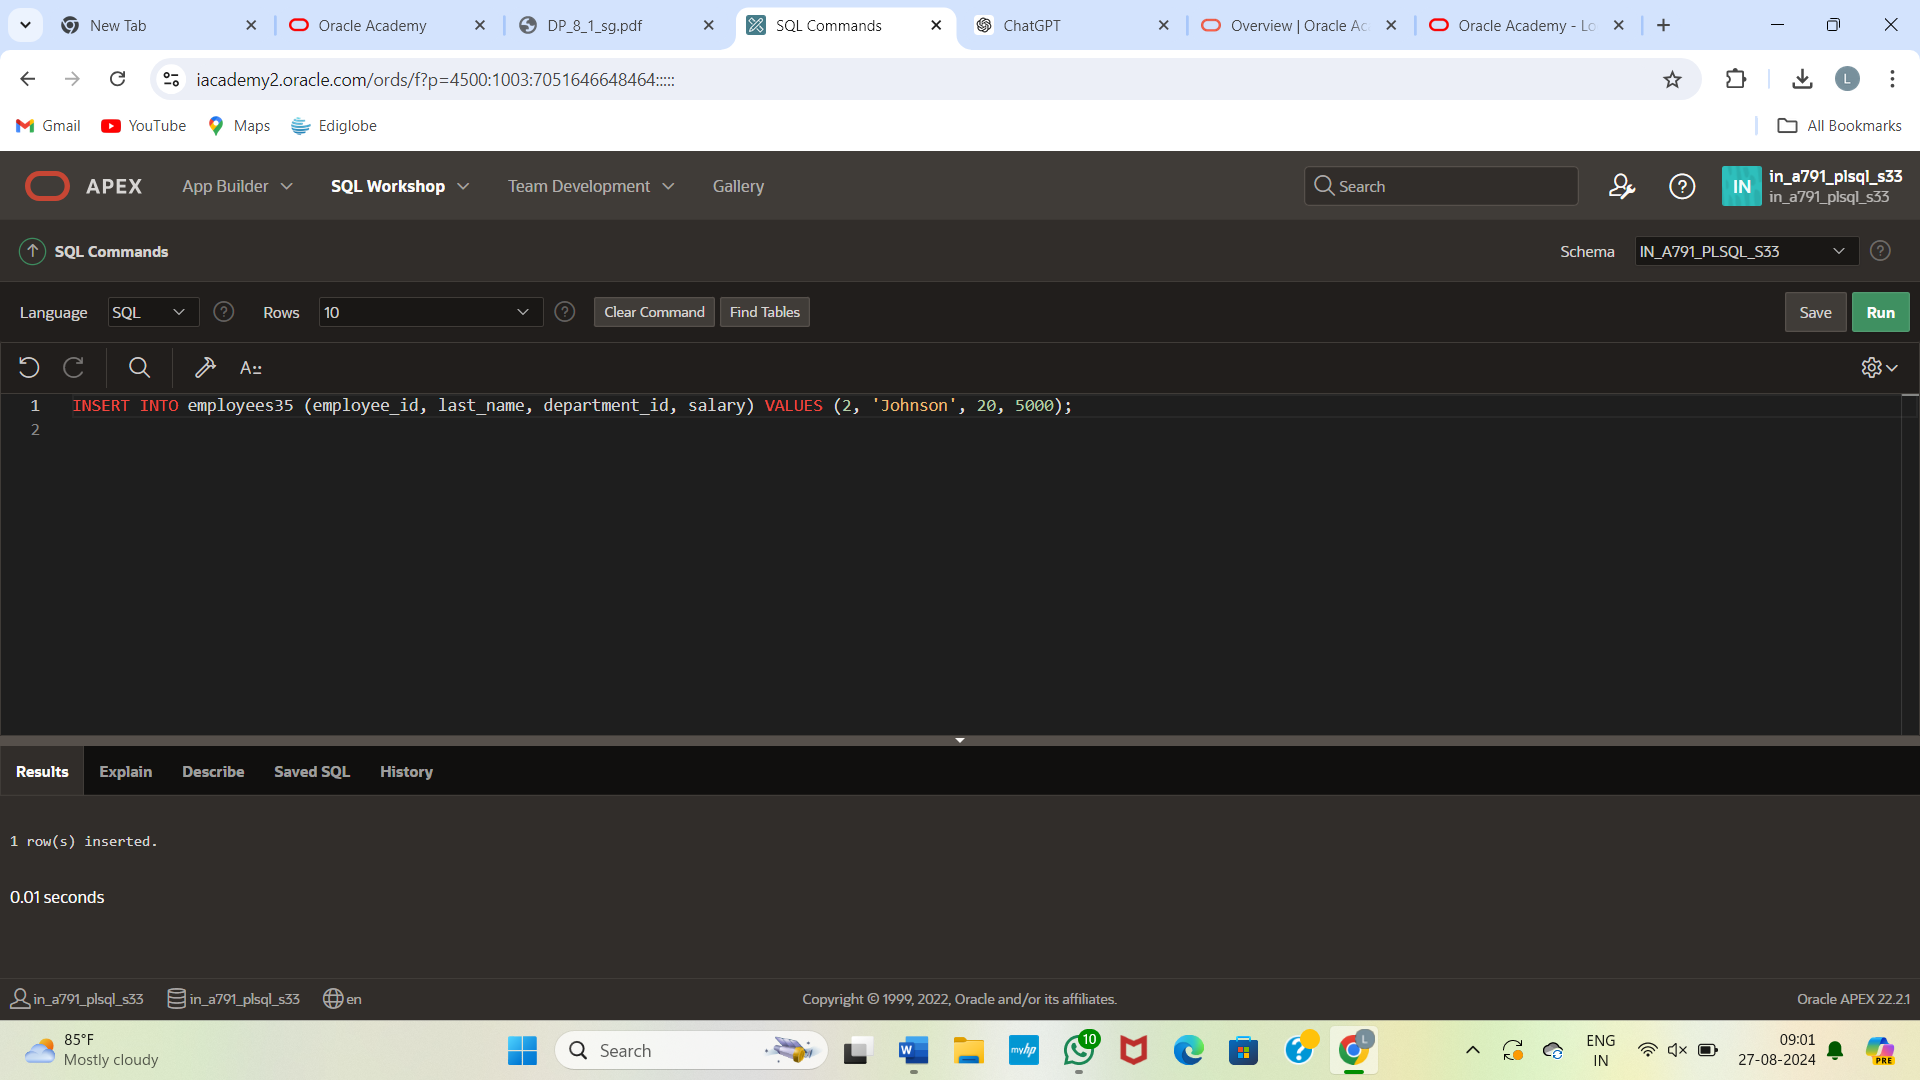 New Tab
Oracle Academy
DP_8_1_sg.pdf
SQL Commands
ChatGPT
Overview | Oracle Ac
Oracle Academy - Lo
iacademy2.oracle.com/ords/f?p=4500:1003:7051646648464:::::
L
Gmail
YouTube
Maps
Ediglobe
All Bookmarks
APEX
App Builder
SQL Workshop
Team Development
Gallery
Search
IN
in_a791_plsql_s33
in_a791_plsql_s33
SQL Commands
Schema
IN_A791_PLSQL_S33
Language
SQL
Rows
10
Clear Command
Find Tables
Save
Run
A::
1 INSERT INTO employees35 (employee_id, last_name, department_id, salary) VALUES (2, 'Johnson', 20, 5000);
2
Results
Explain
Describe
Saved SQL
History
1 row(s) inserted.
0.01 seconds
in_a791_plsql_s33
in_a791_plsql_s33
en
Copyright © 1999, 2022, Oracle and/or its affiliates.
Oracle APEX 22.2.1
85°F
Mostly cloudy
Search
W
myhp
10
L
ENG
IN
09:01
27-08-2024
PRE